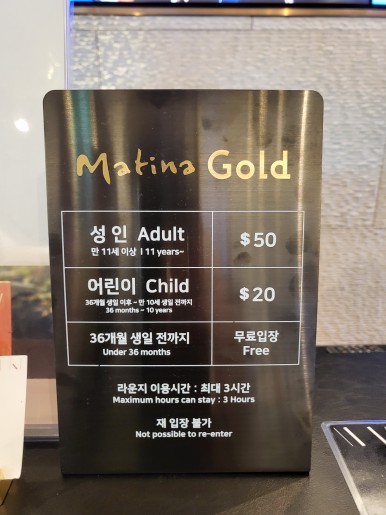 Matina Gold
성인 Adult
만 11세 이상 I 11 years~
$50
어린이 Child
36개월 생일 이후 ~ 만 10세 생일 전까지
36 months ~ 10 years
$20
36개월 생일 전까지
Under 36 months
무료입장
Free
라운지 이용시간 : 최대 3시간
Maximum hours can stay : 3 Hours
재 입장 불가
Not possible to re-enter